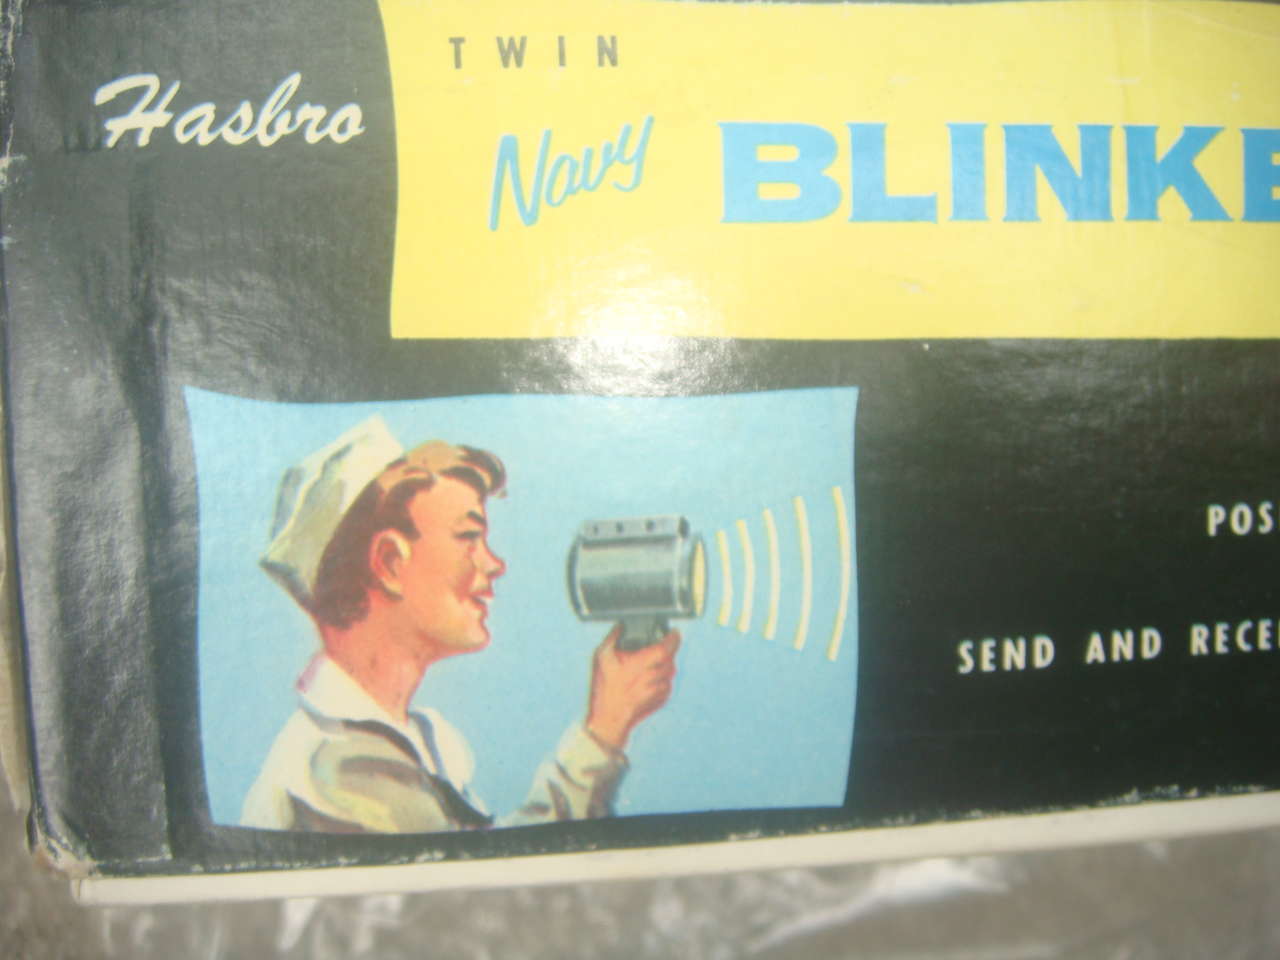 TWIN
Hasbro
Navy BLINKE
POS
SEND AND RECE